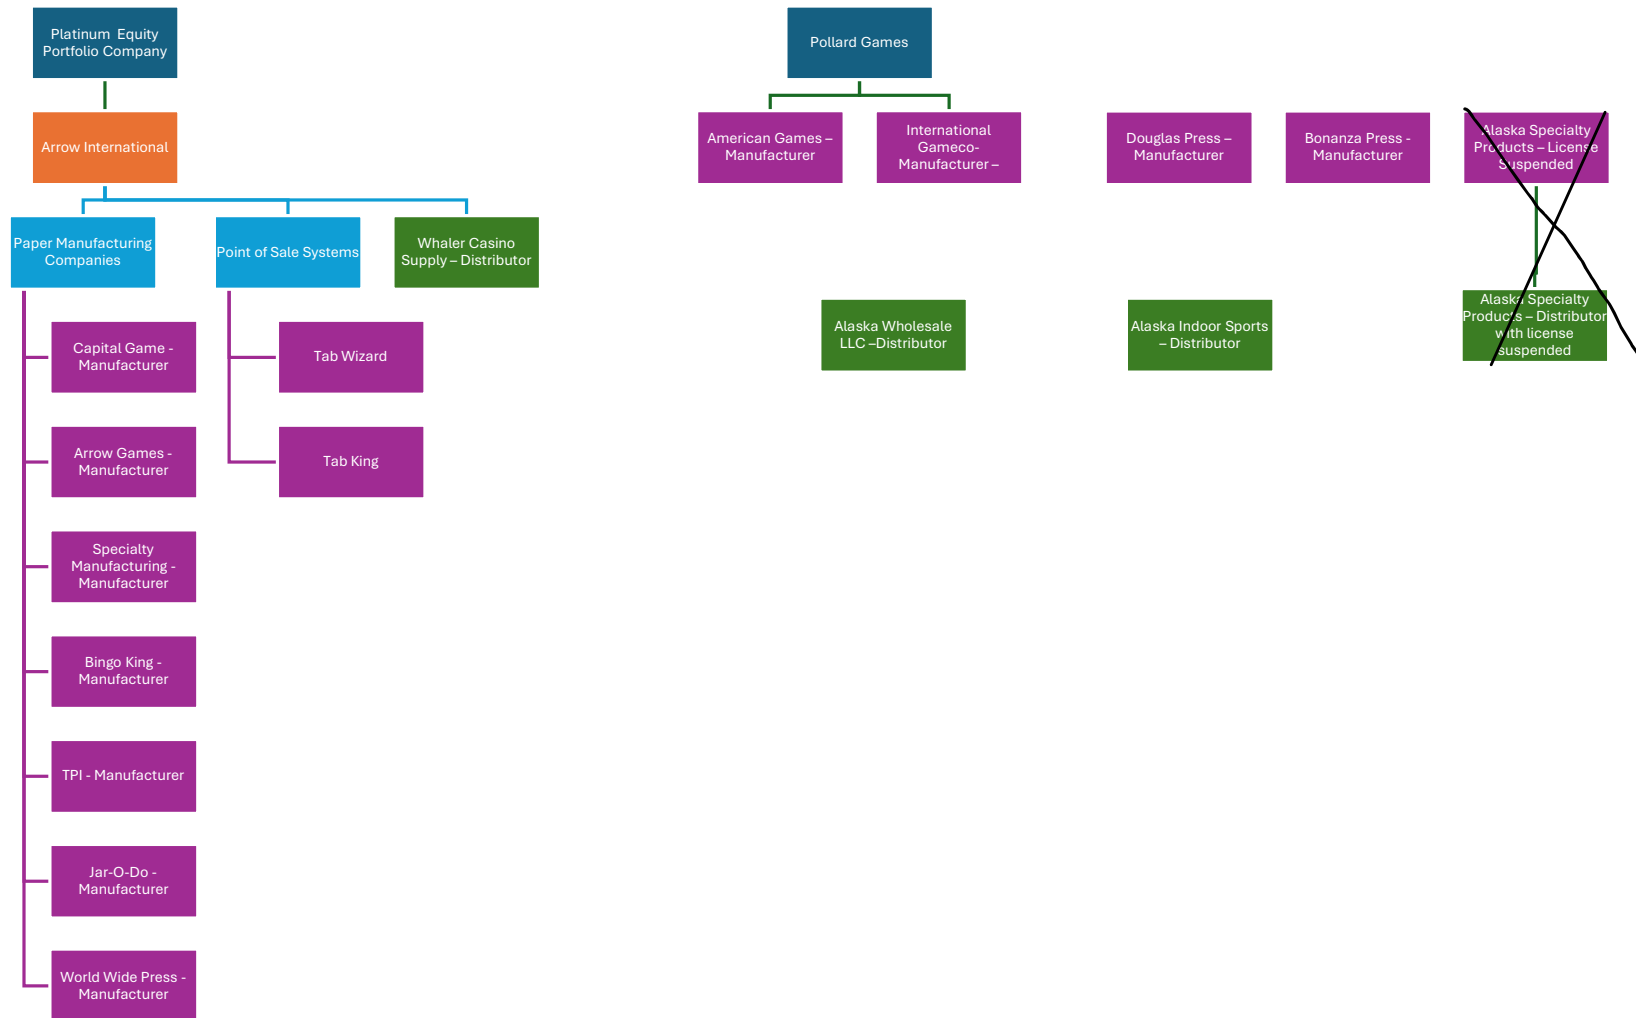 Platinum  Equity
Portfolio Company
Pollard Games
Arrow International
American Games –
Manufacturer
International
Gameco-
Manufacturer –
Douglas Press –
Manufacturer
Bonanza Press -
Manufacturer
Alaska Specialty
Products – License
Suspended
Paper Manufacturing
Companies
Point of Sale Systems
Whaler Casino
Supply – Distributor
Alaska Wholesale
LLC –Distributor
Alaska Indoor Sports
– Distributor
Alaska Specialty
Products – Distributor
with license
suspended
Capital Game -
Manufacturer
Tab Wizard
Arrow Games -
Manufacturer
Tab King
Specialty
Manufacturing -
Manufacturer
Bingo King -
Manufacturer
TPI - Manufacturer
Jar-O-Do -
Manufacturer
World Wide Press -
Manufacturer